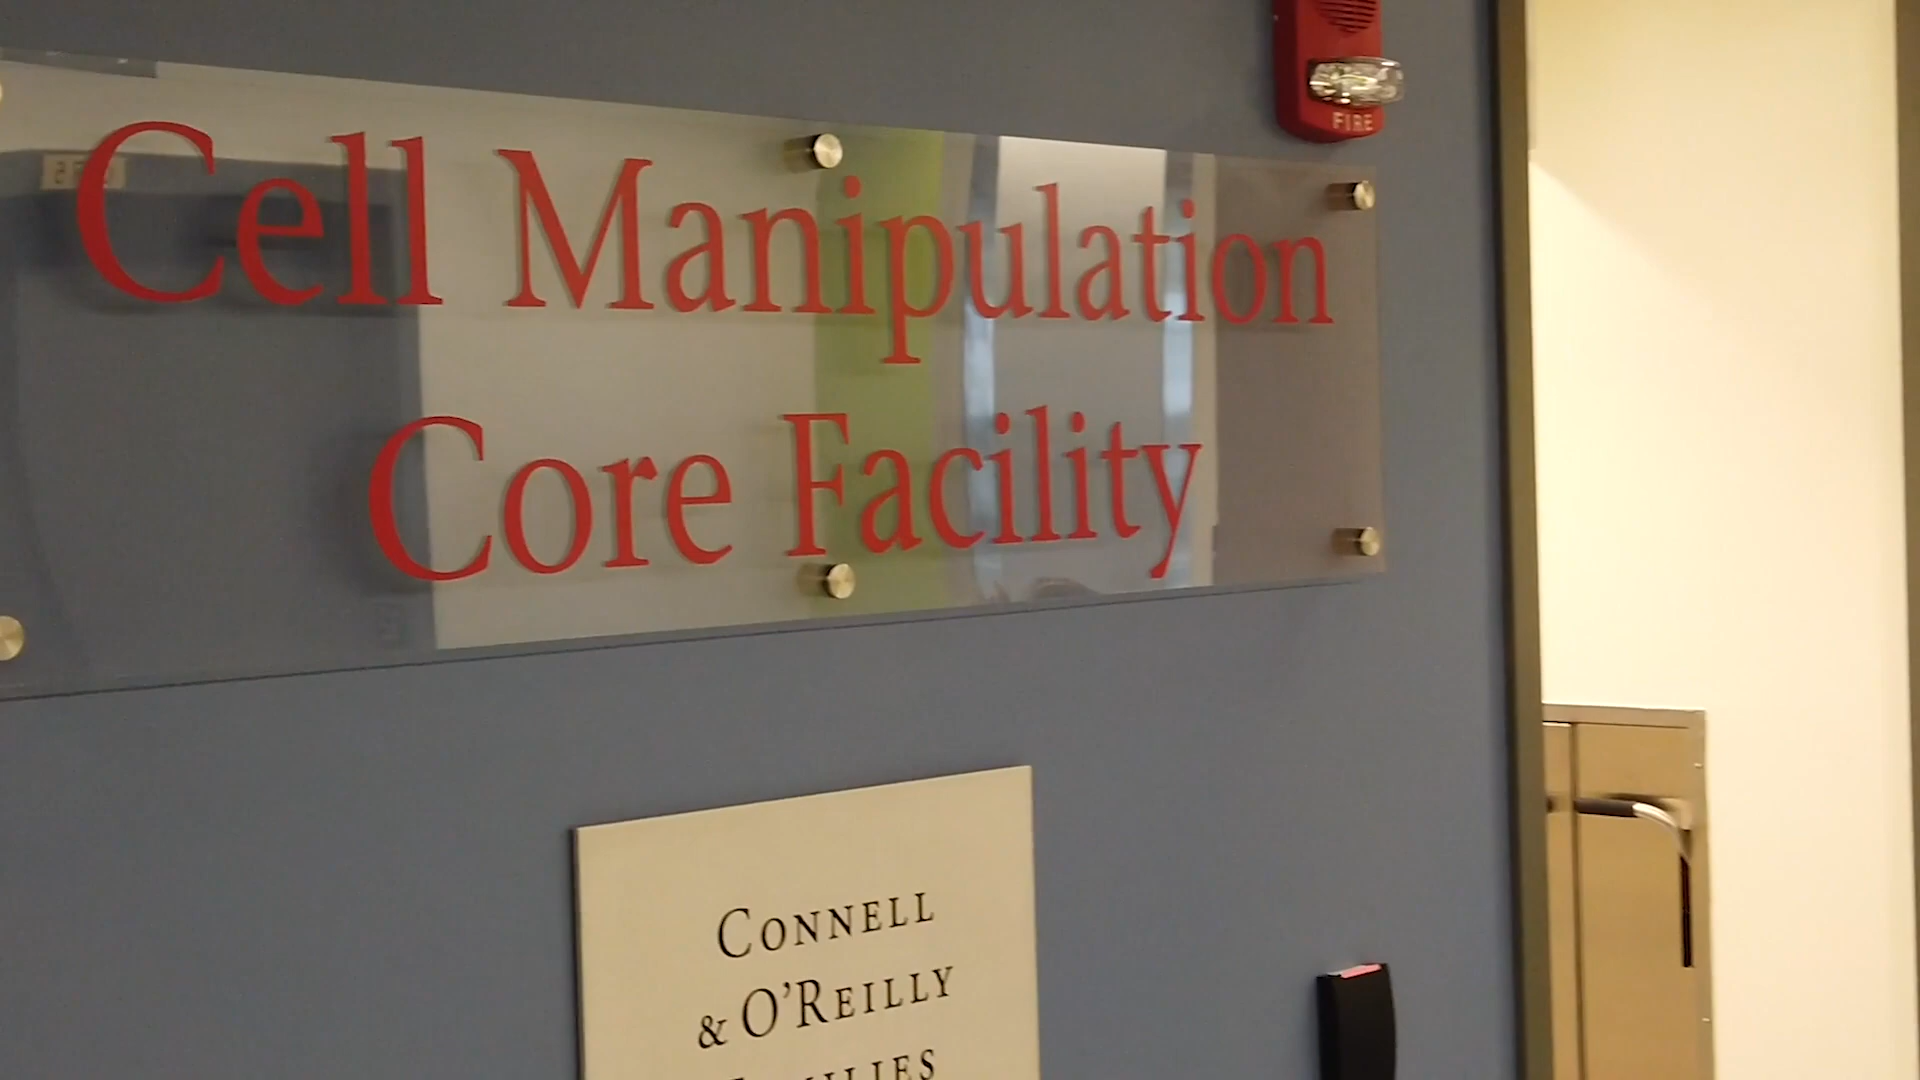 FIRE
Cell Manipulation
Core Facility
CONNELL
& O'REILLY